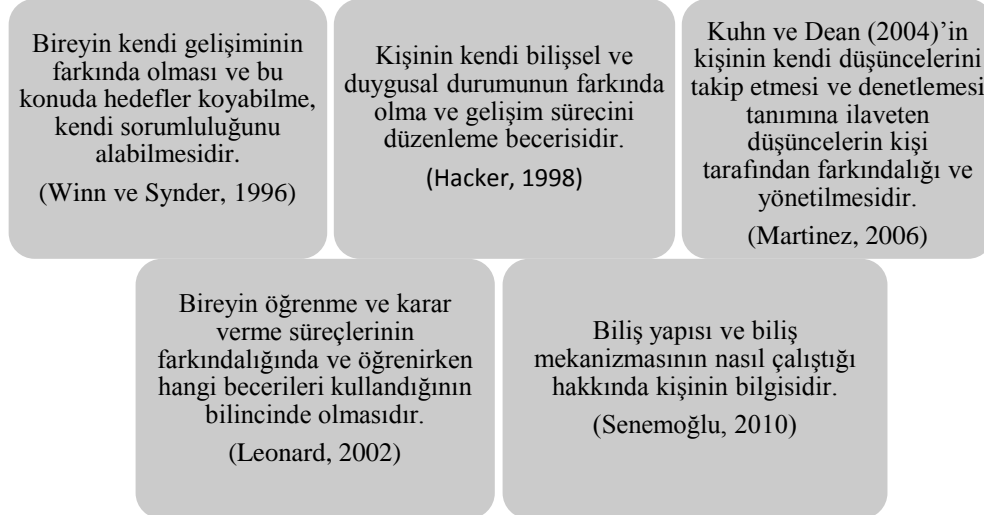 Bireyin kendi gelişiminin
farkında olması ve bu
konuda hedefler koyabilme,
kendi sorumluluğunu
alabilmesidir.
(Winn ve Synder, 1996)
Kişinin kendi bilişsel ve
duygusal durumunun farkında
olma ve gelişim sürecini
düzenleme becerisidir.
(Hacker, 1998)
Kuhn ve Dean (2004)’in
kişinin kendi düşüncelerini
takip etmesi ve denetlemesi
tanımına ilaveten
düşüncelerin kişi
tarafından farkındalığı ve
yönetilmesidir.
(Martinez, 2006)
Bireyin öğrenme ve karar
verme süreçlerinin
farkındalığında ve öğrenirken
hangi becerileri kullandığının
bilincinde olmasıdır.
(Leonard, 2002)
Biliş yapısı ve biliş
mekanizmasının nasıl çalıştığı
hakkında kişinin bilgisidir.
(Senemoğlu, 2010)